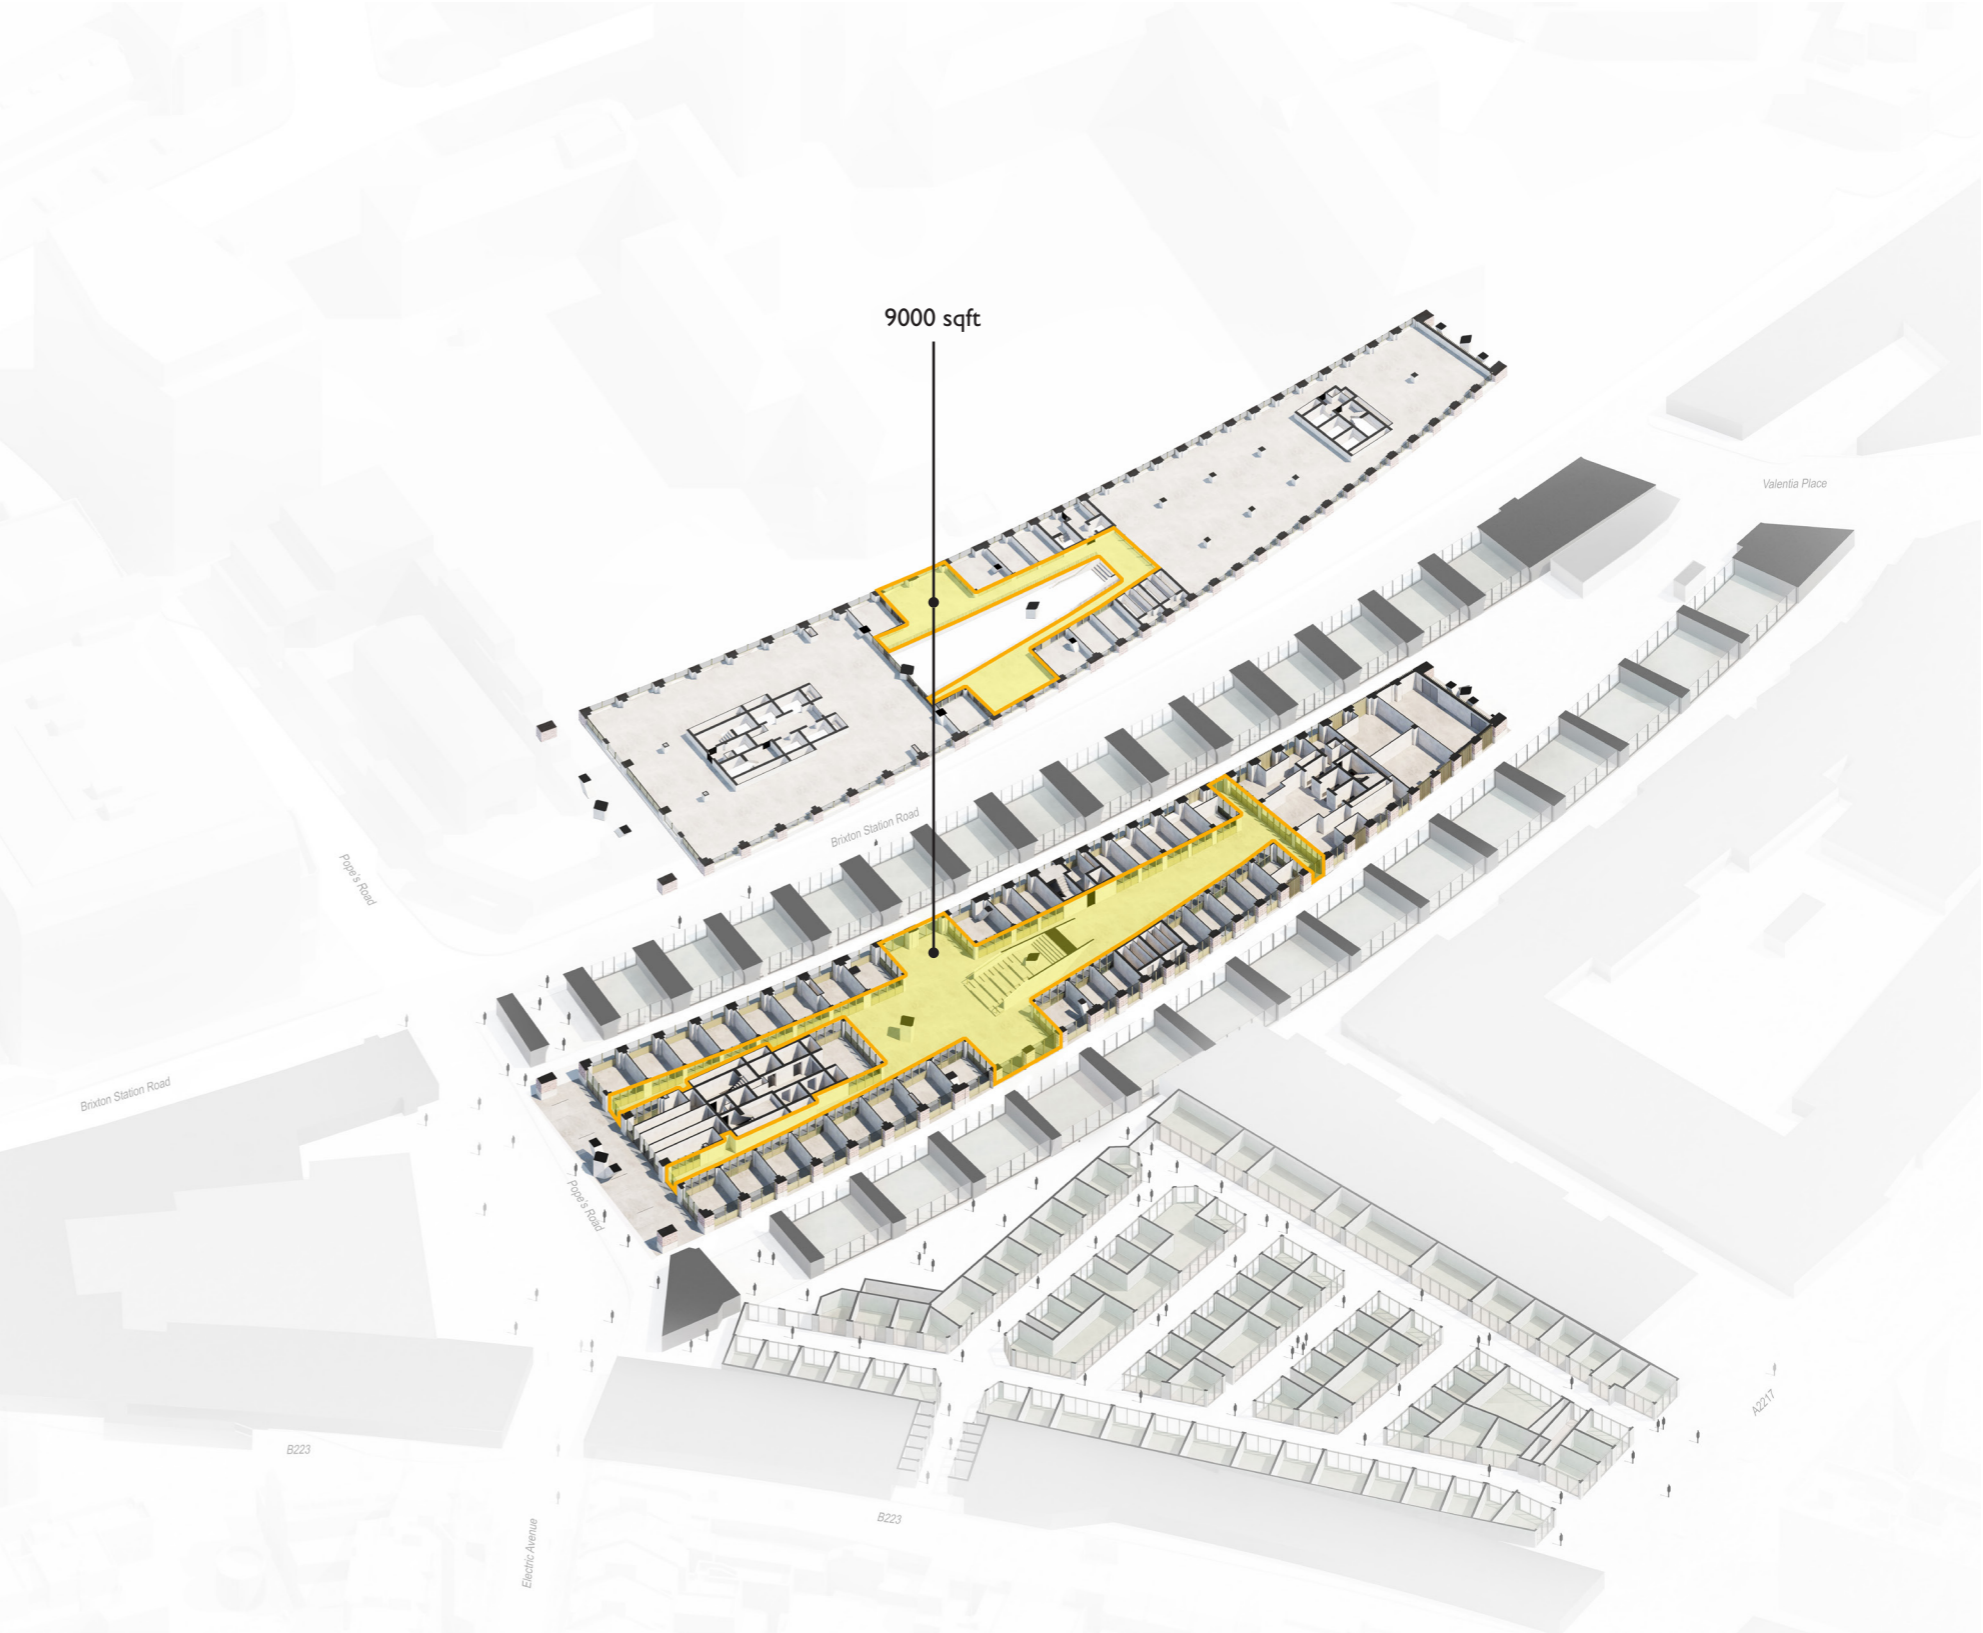 9000 sqft
Valentia Place
Brixton Station Road
Pope's Road
Brixton Station Road
Pope's Road
A2217
B223
B223
Electric Avenue